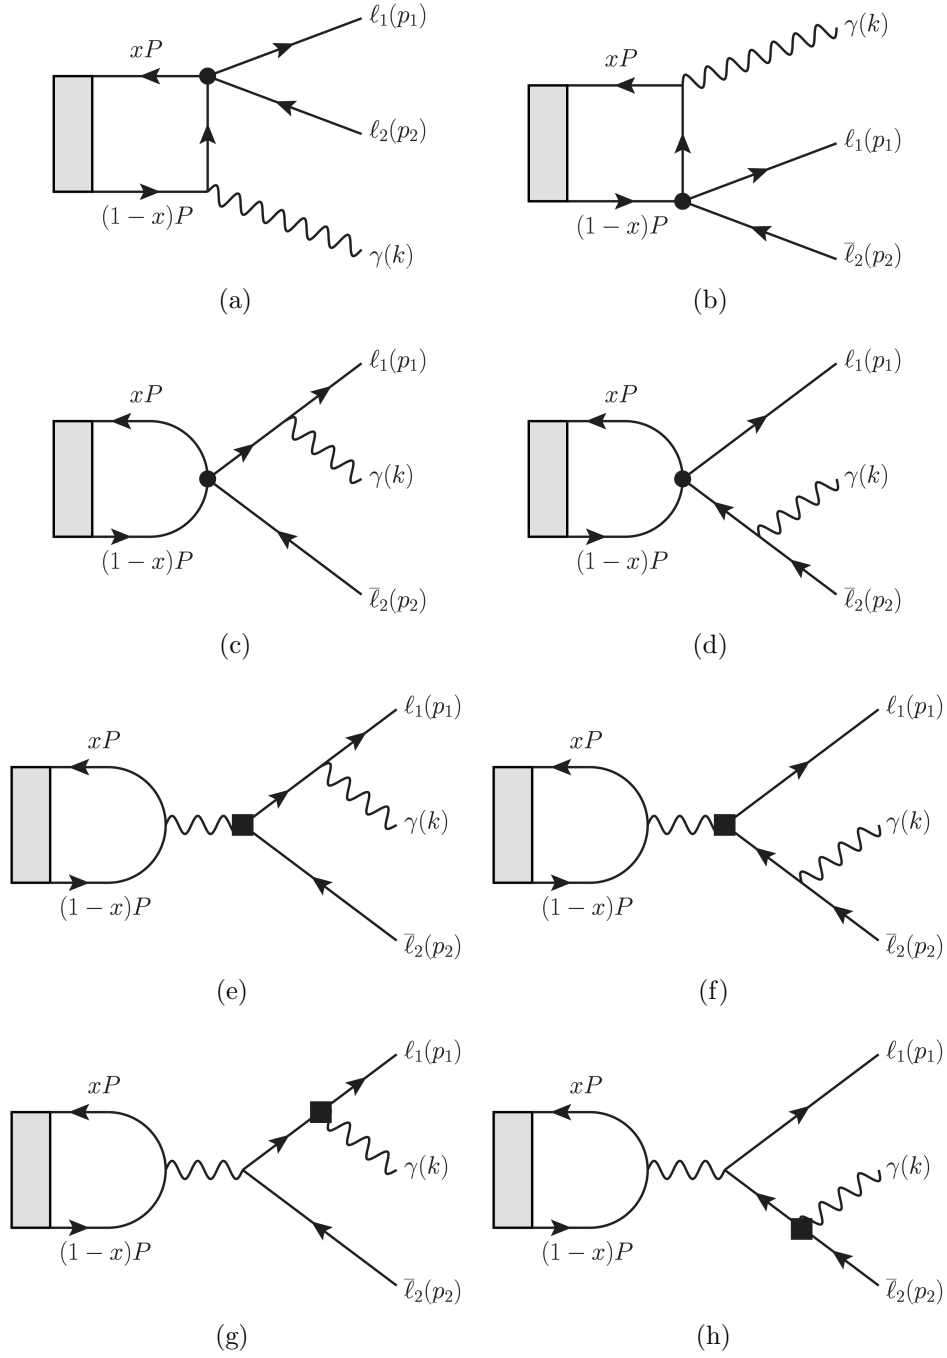 ℓ₁(p₁)
xP
ℓ₂(p₂)
(1 − x)P
γ(k)
(a)
γ(k)
xP
ℓ₁(p₁)
(1 − x)P
ℓ̅₂(p₂)
(b)
ℓ₁(p₁)
xP
γ(k)
(1 − x)P
ℓ̅₂(p₂)
(c)
ℓ₁(p₁)
xP
γ(k)
(1 − x)P
ℓ̅₂(p₂)
(d)
ℓ₁(p₁)
xP
γ(k)
(1 − x)P
ℓ̅₂(p₂)
(e)
ℓ₁(p₁)
xP
γ(k)
(1 − x)P
ℓ̅₂(p₂)
(f)
ℓ₁(p₁)
xP
γ(k)
(1 − x)P
ℓ̅₂(p₂)
(g)
ℓ₁(p₁)
xP
γ(k)
(1 − x)P
ℓ̅₂(p₂)
(h)